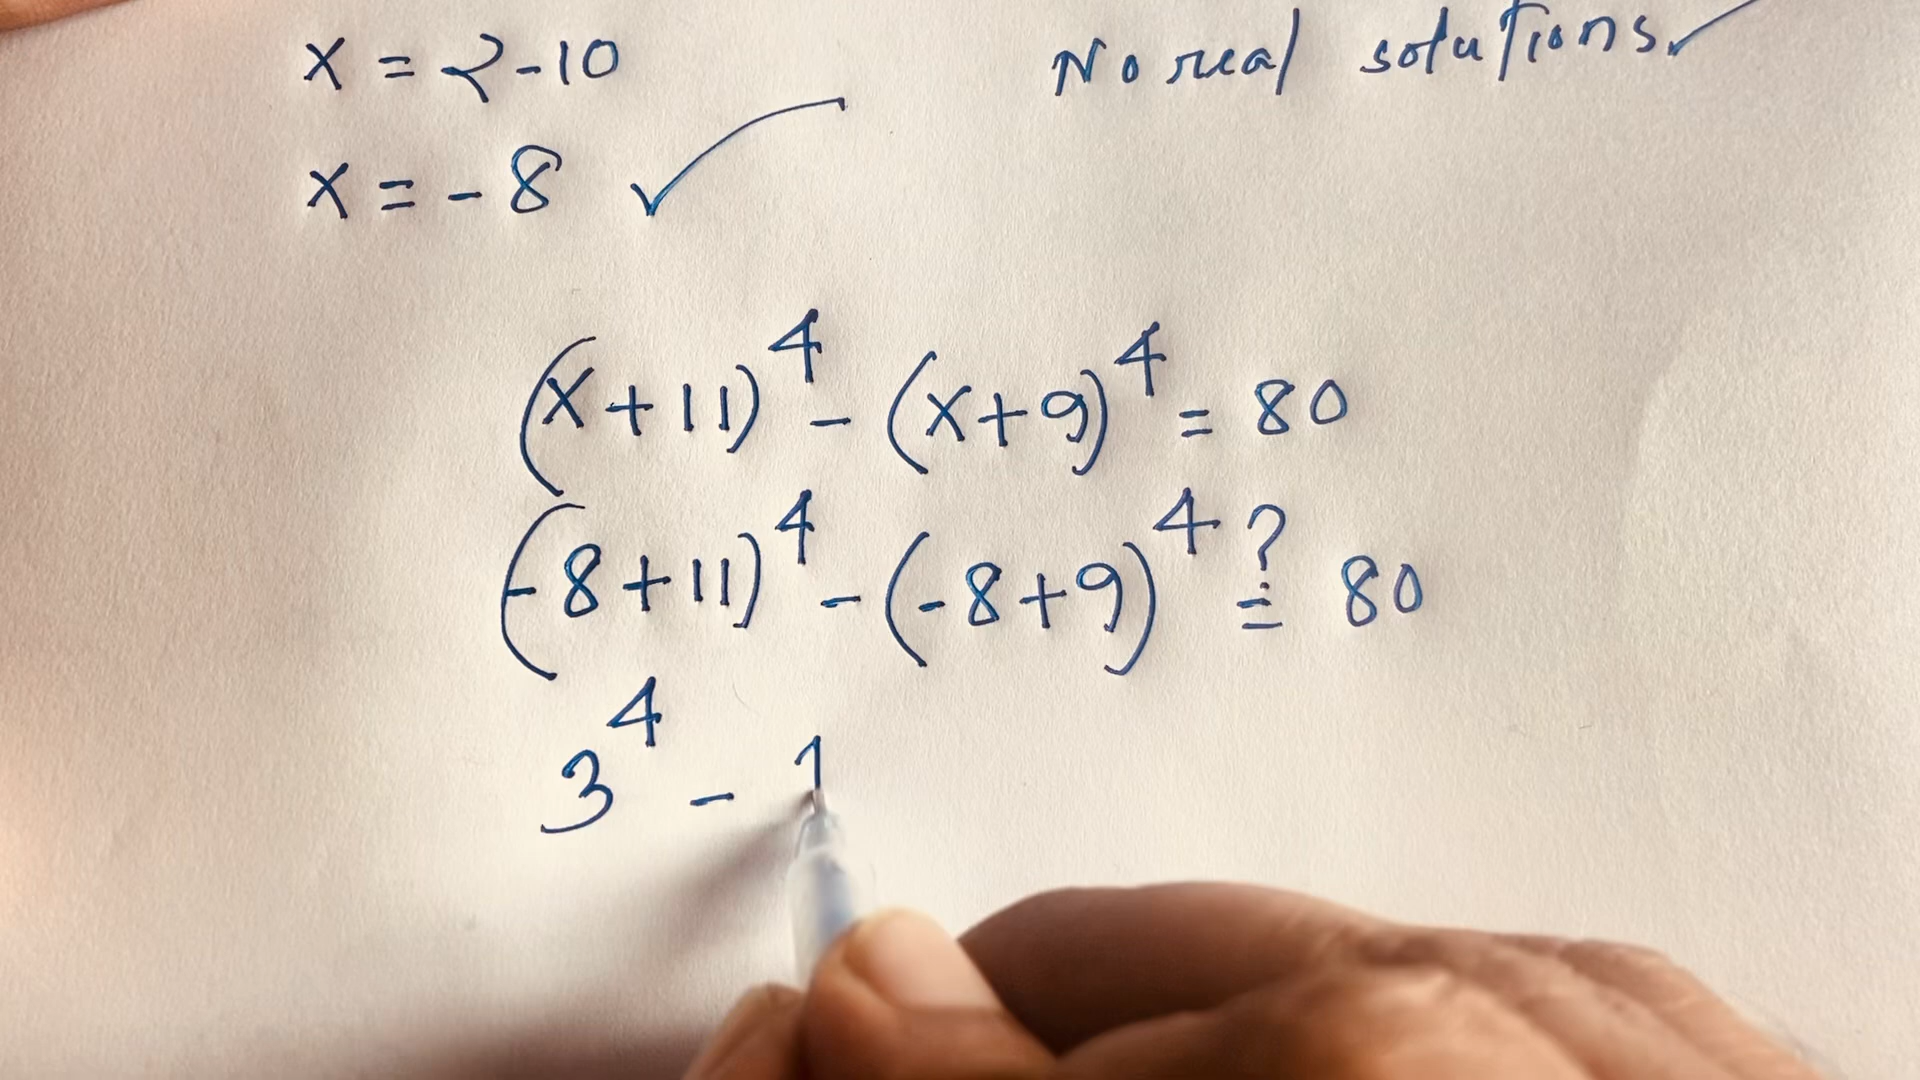 x = 2-10
No real solutions
x = - 8
(x+11)^4 - (x+9)^4 = 80
(-8+11)^4 - (-8+9)^4 ?= 80
3^4 - 1